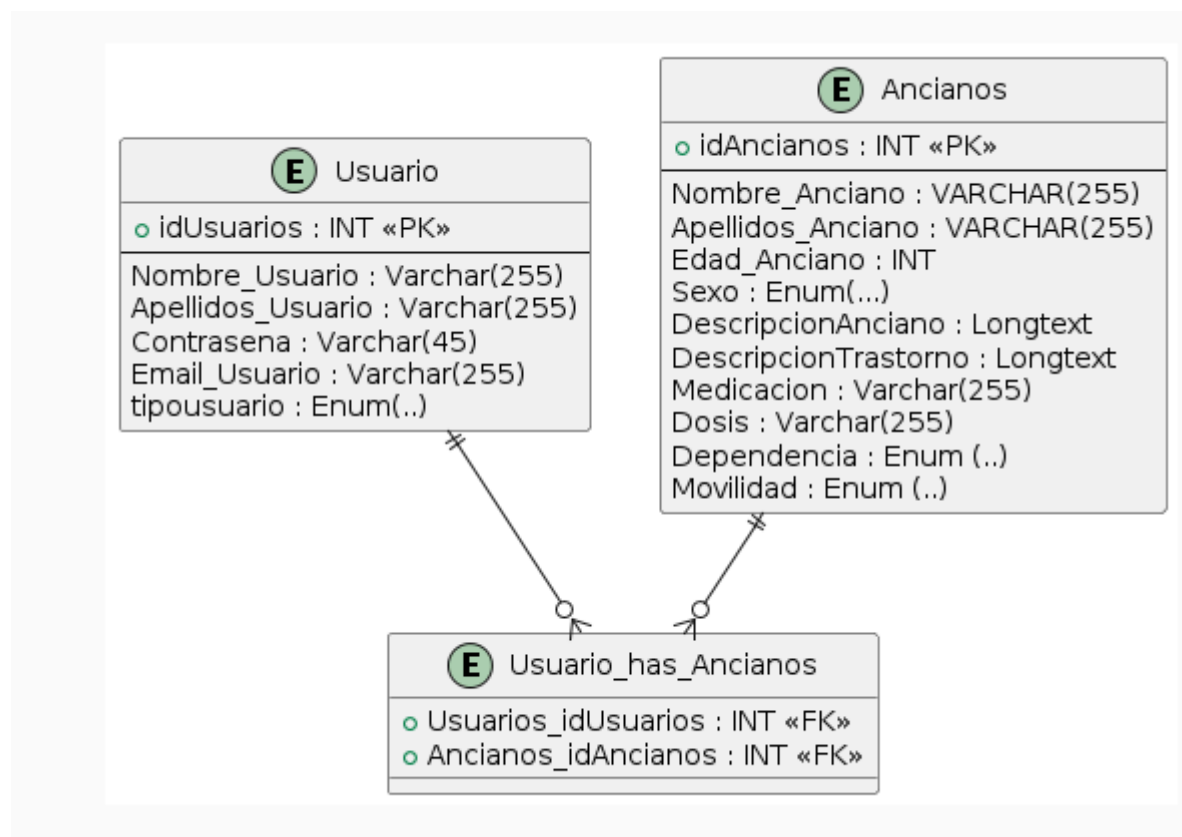 E Usuario
idUsuarios : INT «PK»
Nombre_Usuario : Varchar(255)
Apellidos_Usuario : Varchar(255)
Contrasena : Varchar(45)
Email_Usuario : Varchar(255)
tipousuario : Enum(..)
E Ancianos
idAncianos : INT «PK»
Nombre_Anciano : VARCHAR(255)
Apellidos_Anciano : VARCHAR(255)
Edad_Anciano : INT
Sexo : Enum(...)
DescripcionAnciano : Longtext
DescripcionTrastorno : Longtext
Medicacion : Varchar(255)
Dosis : Varchar(255)
Dependencia : Enum (..)
Movilidad : Enum (..)
E Usuario_has_Ancianos
Usuarios_idUsuarios : INT «FK»
Ancianos_idAncianos : INT «FK»